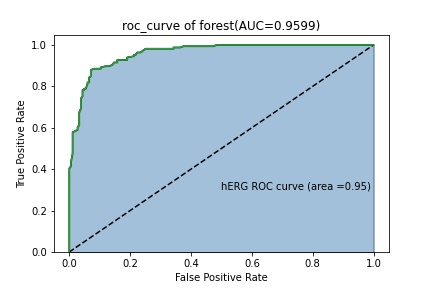 roc_curve of forest(AUC=0.9599)
1.0
0.8
0.6
0.4
0.2
0.0
True Positive Rate
hERG ROC curve (area =0.95)
0.0 0.2 0.4 0.6 0.8 1.0
False Positive Rate